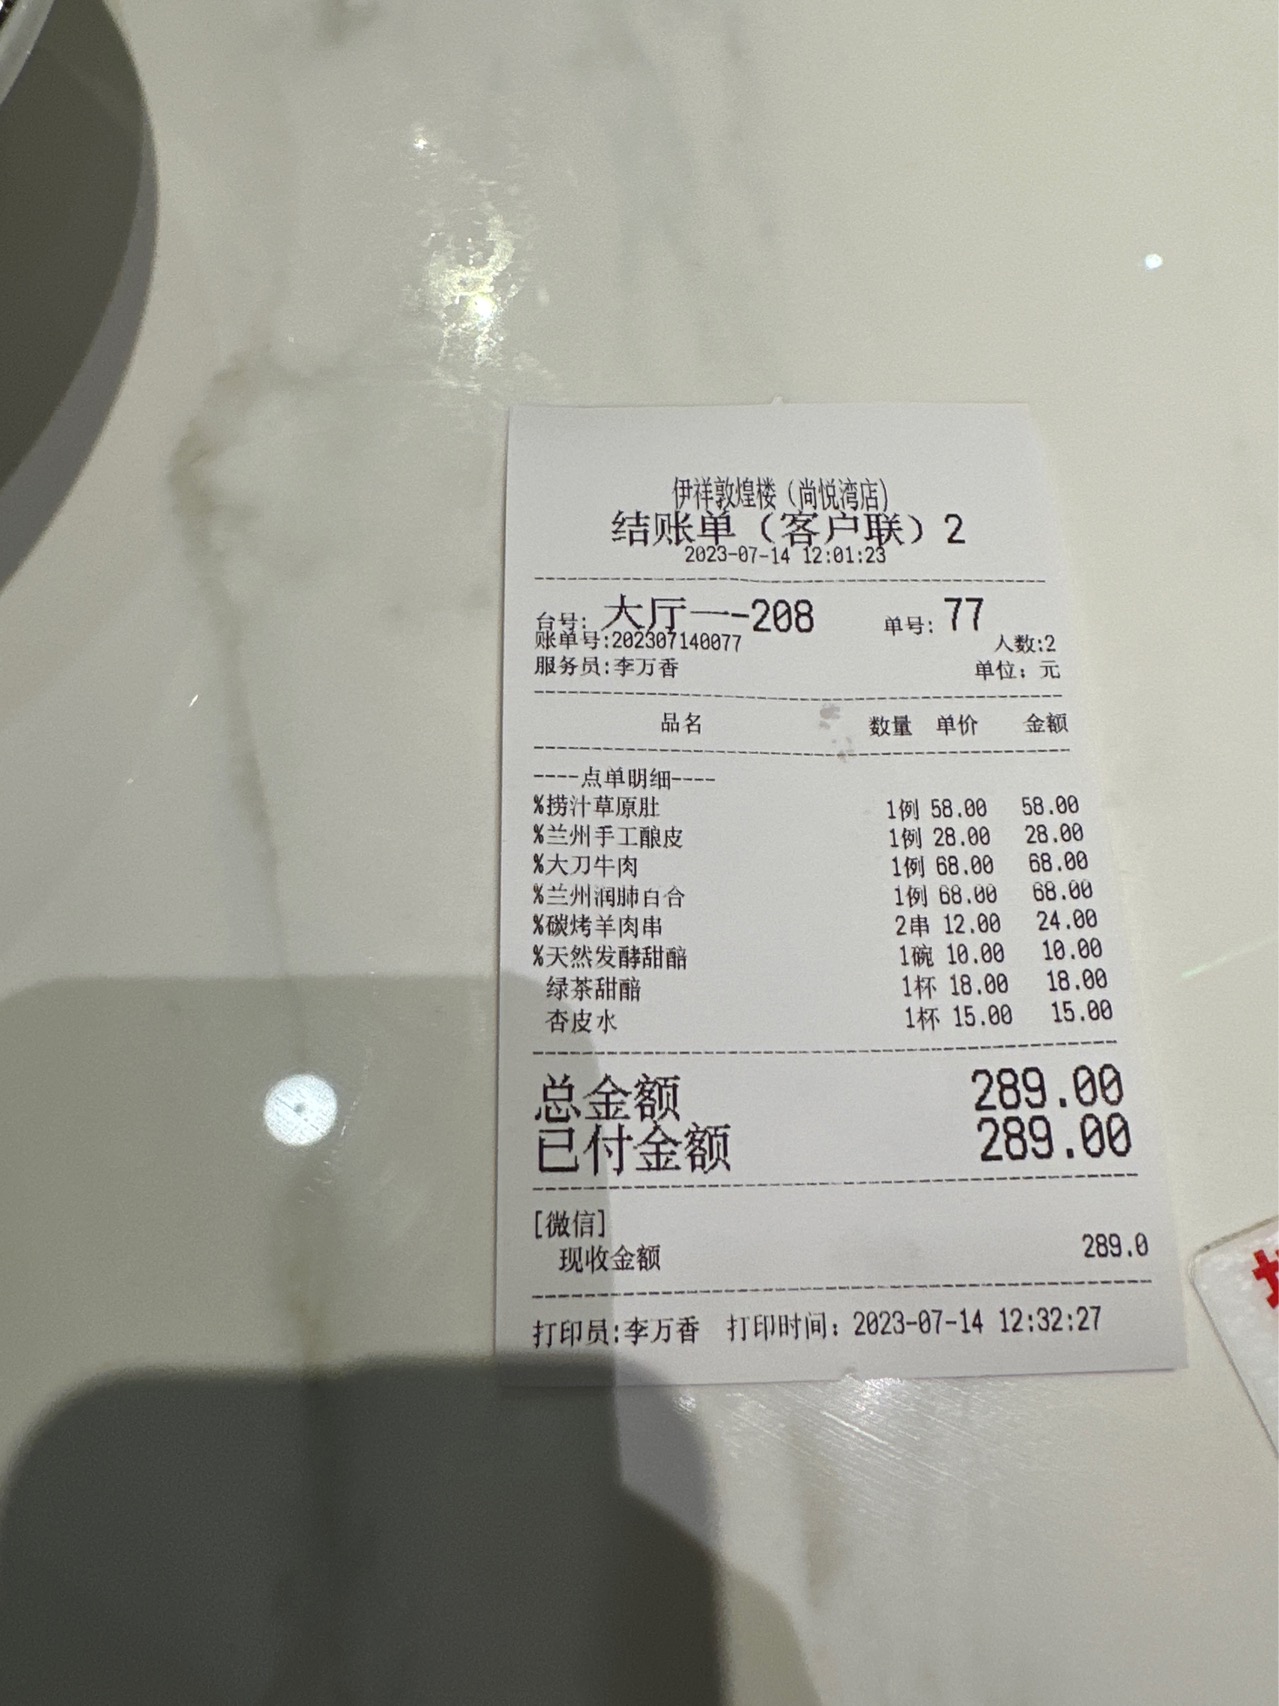 伊祥敦煌楼（尚悦湾店）
结账单（客户联）2
2023-07-14 12:01:23
台号: 大厅一-208 单号: 77
账单号:202307140077 人数:2
服务员:李万香 单位: 元
品名 数量 单价 金额
----点单明细----
%捞汁草原肚 1例 58.00 58.00
%兰州手工酿皮 1例 28.00 28.00
%大刀牛肉 1例 68.00 68.00
%兰州润肺百合 1例 68.00 68.00
%碳烤羊肉串 2串 12.00 24.00
%天然发酵甜醅 1碗 10.00 10.00
绿茶甜醅 1杯 18.00 18.00
杏皮水 1杯 15.00 15.00
总金额 289.00
已付金额 289.00
[微信]
现收金额 289.0
打印员:李万香 打印时间: 2023-07-14 12:32:27